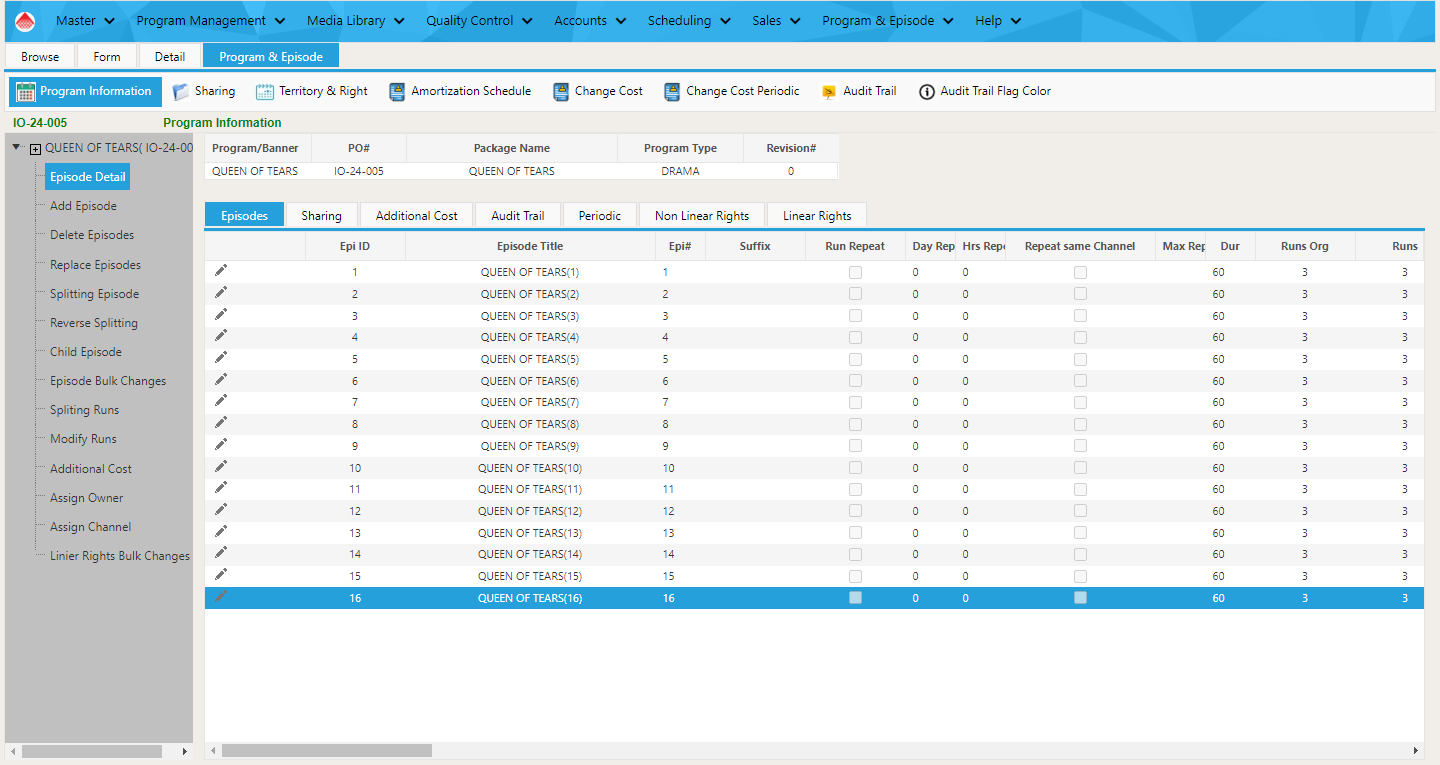 Master Program Management Media Library Quality Control Accounts Scheduling Sales Program & Episode Help
Browse Form Detail Program & Episode
Program Information Sharing Territory & Right Amortization Schedule Change Cost Change Cost Periodic Audit Trail Audit Trail Flag Color
IO-24-005 Program Information
QUEEN OF TEARS( IO-24-00
Episode Detail
Add Episode
Delete Episodes
Replace Episodes
Splitting Episode
Reverse Splitting
Child Episode
Episode Bulk Changes
Spliting Runs
Modify Runs
Additional Cost
Assign Owner
Assign Channel
Linier Rights Bulk Changes
Program/Banner PO# Package Name Program Type Revision#
QUEEN OF TEARS IO-24-005 QUEEN OF TEARS DRAMA 0
Episodes Sharing Additional Cost Audit Trail Periodic Non Linear Rights Linear Rights
Epi ID Episode Title Epi# Suffix Run Repeat Day Rep Hrs Repe Repeat same Channel Max Rep Dur Runs Org Runs
1 QUEEN OF TEARS(1) 1 0 0 60 3 3
2 QUEEN OF TEARS(2) 2 0 0 60 3 3
3 QUEEN OF TEARS(3) 3 0 0 60 3 3
4 QUEEN OF TEARS(4) 4 0 0 60 3 3
5 QUEEN OF TEARS(5) 5 0 0 60 3 3
6 QUEEN OF TEARS(6) 6 0 0 60 3 3
7 QUEEN OF TEARS(7) 7 0 0 60 3 3
8 QUEEN OF TEARS(8) 8 0 0 60 3 3
9 QUEEN OF TEARS(9) 9 0 0 60 3 3
10 QUEEN OF TEARS(10) 10 0 0 60 3 3
11 QUEEN OF TEARS(11) 11 0 0 60 3 3
12 QUEEN OF TEARS(12) 12 0 0 60 3 3
13 QUEEN OF TEARS(13) 13 0 0 60 3 3
14 QUEEN OF TEARS(14) 14 0 0 60 3 3
15 QUEEN OF TEARS(15) 15 0 0 60 3 3
16 QUEEN OF TEARS(16) 16 0 0 60 3 3